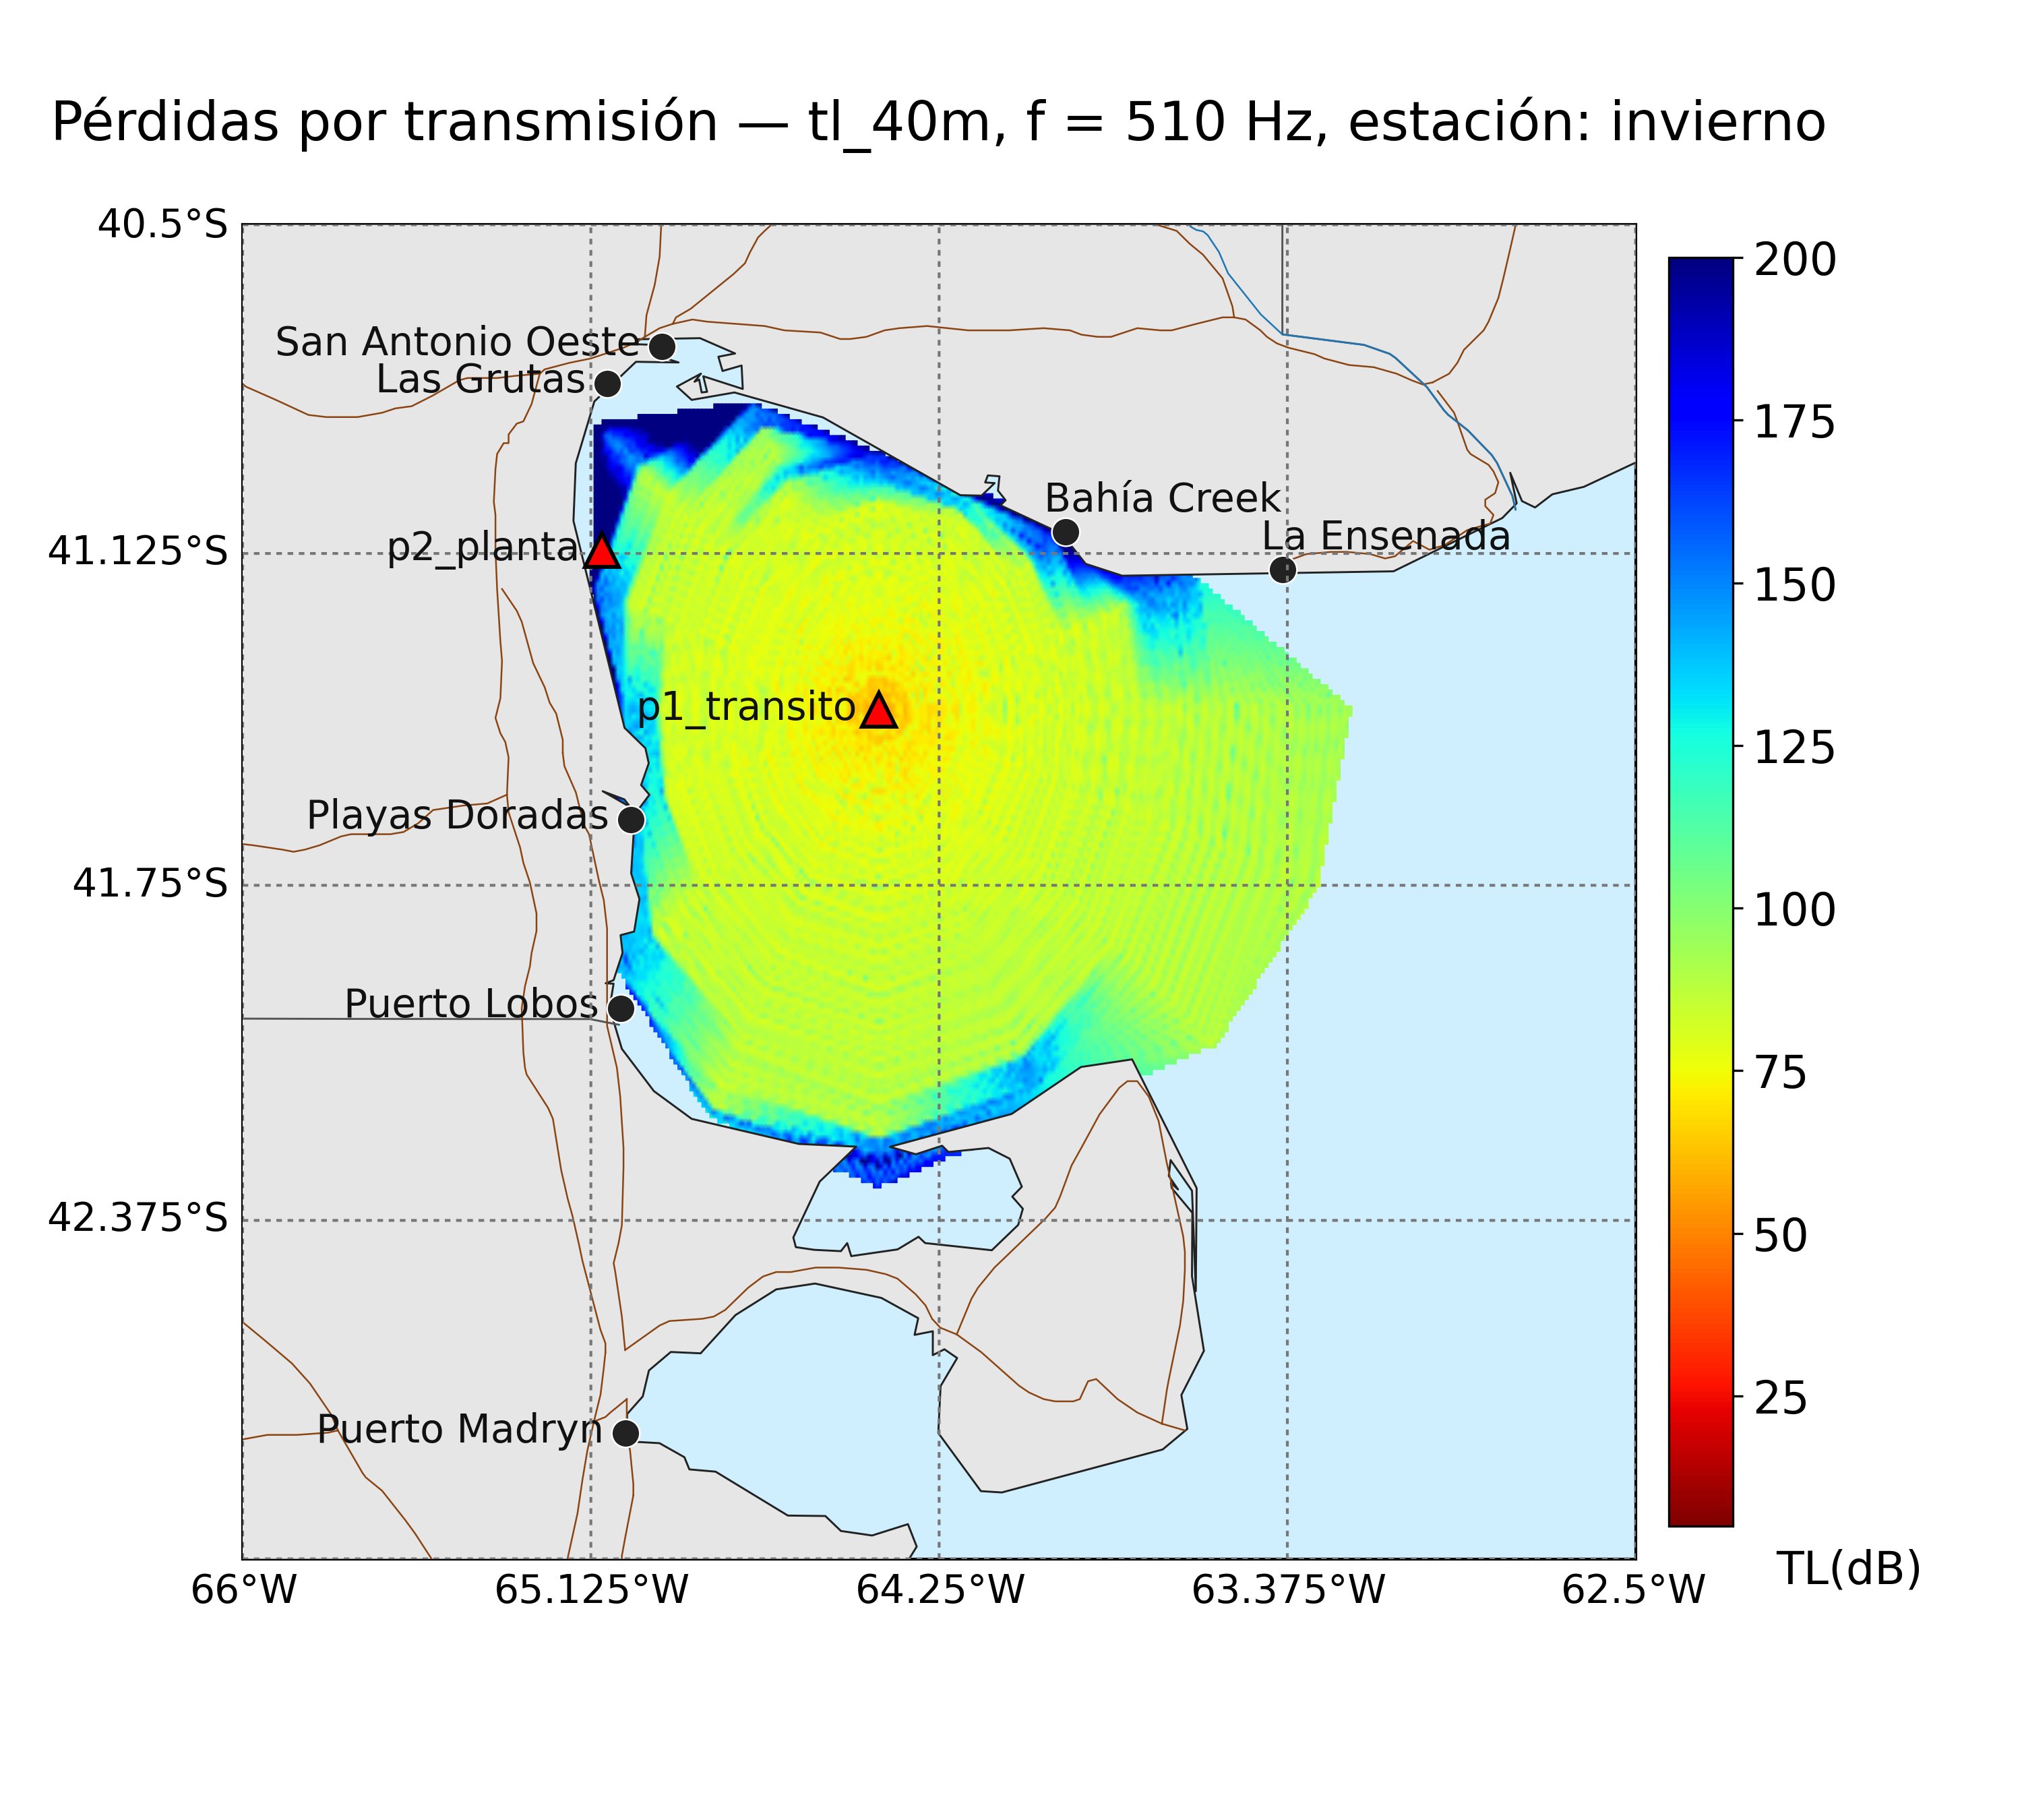 Pérdidas por transmisión — tl_40m, f = 510 Hz, estación: invierno
40.5°S
200
San Antonio Oeste
Las Grutas
175
Bahía Creek
La Ensenada
p2_planta
41.125°S
150
p1_transito
125
Playas Doradas
41.75°S
100
Puerto Lobos
75
42.375°S
50
25
Puerto Madryn
TL(dB)
66°W
65.125°W
64.25°W
63.375°W
62.5°W